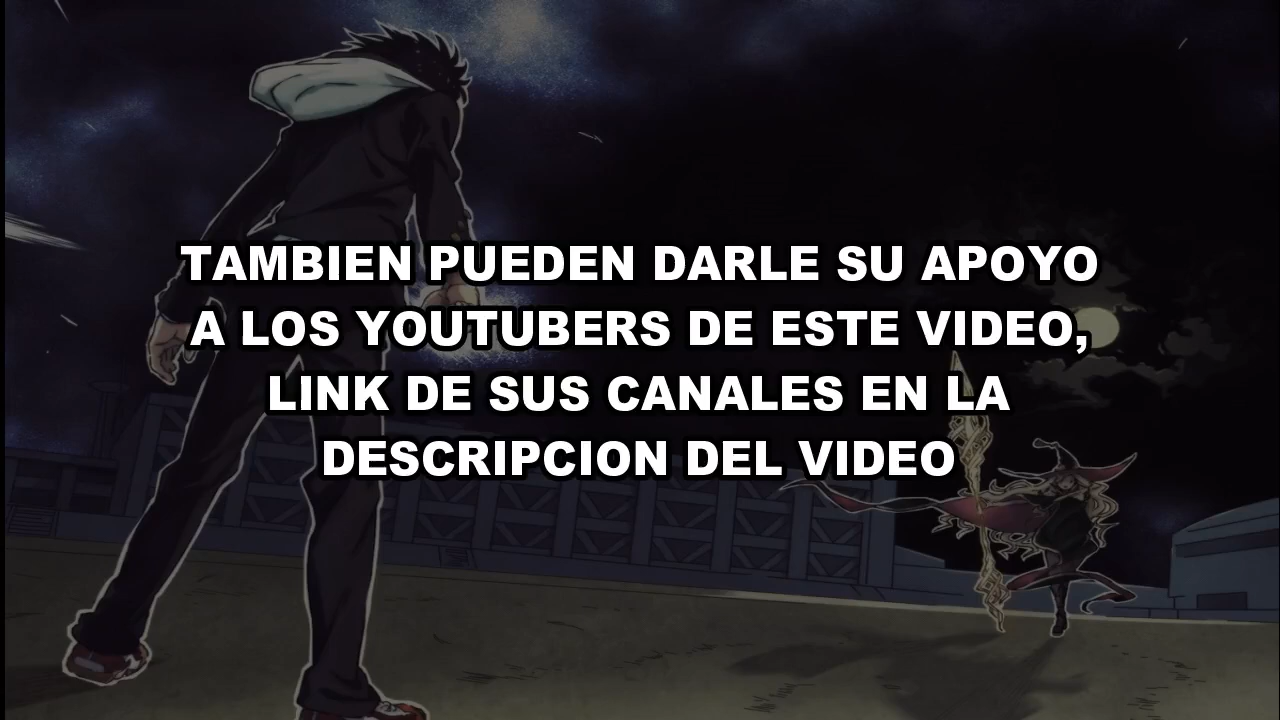 TAMBIEN PUEDEN DARLE SU APOYO
A LOS YOUTUBERS DE ESTE VIDEO,
LINK DE SUS CANALES EN LA
DESCRIPCION DEL VIDEO